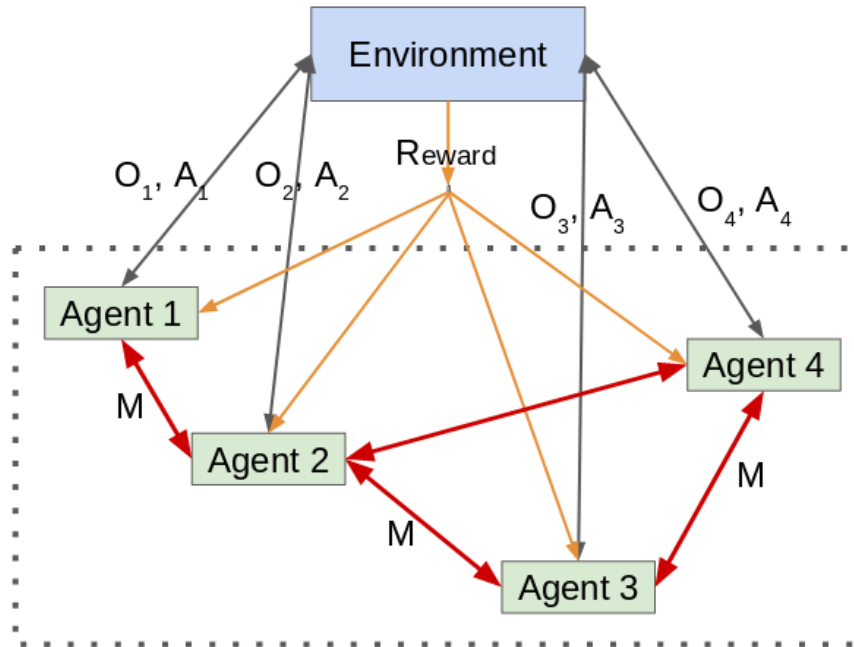 Environment
Reward
O₁, A₁
O₂, A₂
O₃, A₃
O₄, A₄
Agent 1
Agent 4
M
Agent 2
M
M
Agent 3